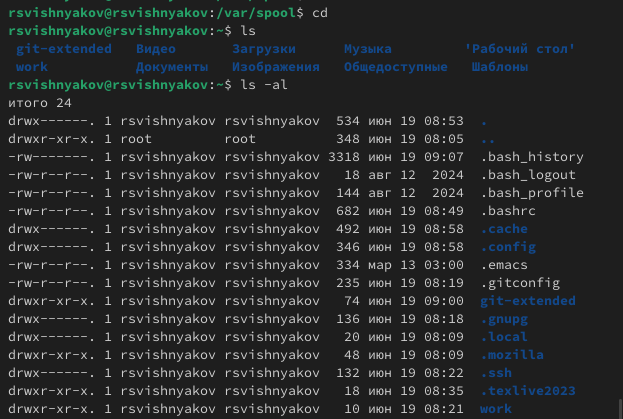 rsvishnyakov@rsvishnyakov:/var/spool$ cd
rsvishnyakov@rsvishnyakov:~$ ls
git-extended Видео Загрузки Музыка 'Рабочий стол'
work Документы Изображения Общедоступные Шаблоны
rsvishnyakov@rsvishnyakov:~$ ls -al
итого 24
drwx------. 1 rsvishnyakov rsvishnyakov 534 июн 19 08:53 .
drwxr-xr-x. 1 root root 348 июн 19 08:05 ..
-rw-------. 1 rsvishnyakov rsvishnyakov 3318 июн 19 09:07 .bash_history
-rw-r--r--. 1 rsvishnyakov rsvishnyakov 18 авг 12 2024 .bash_logout
-rw-r--r--. 1 rsvishnyakov rsvishnyakov 144 авг 12 2024 .bash_profile
-rw-r--r--. 1 rsvishnyakov rsvishnyakov 682 июн 19 08:49 .bashrc
drwx------. 1 rsvishnyakov rsvishnyakov 492 июн 19 08:58 .cache
drwx------. 1 rsvishnyakov rsvishnyakov 346 июн 19 08:58 .config
-rw-r--r--. 1 rsvishnyakov rsvishnyakov 334 мар 13 03:00 .emacs
-rw-r--r--. 1 rsvishnyakov rsvishnyakov 235 июн 19 08:19 .gitconfig
drwxr-xr-x. 1 rsvishnyakov rsvishnyakov 74 июн 19 09:00 git-extended
drwx------. 1 rsvishnyakov rsvishnyakov 136 июн 19 08:18 .gnupg
drwx------. 1 rsvishnyakov rsvishnyakov 20 июн 19 08:09 .local
drwxr-xr-x. 1 rsvishnyakov rsvishnyakov 48 июн 19 08:09 .mozilla
drwx------. 1 rsvishnyakov rsvishnyakov 132 июн 19 08:22 .ssh
drwxr-xr-x. 1 rsvishnyakov rsvishnyakov 18 июн 19 08:35 .texlive2023
drwxr-xr-x. 1 rsvishnyakov rsvishnyakov 10 июн 19 08:21 work